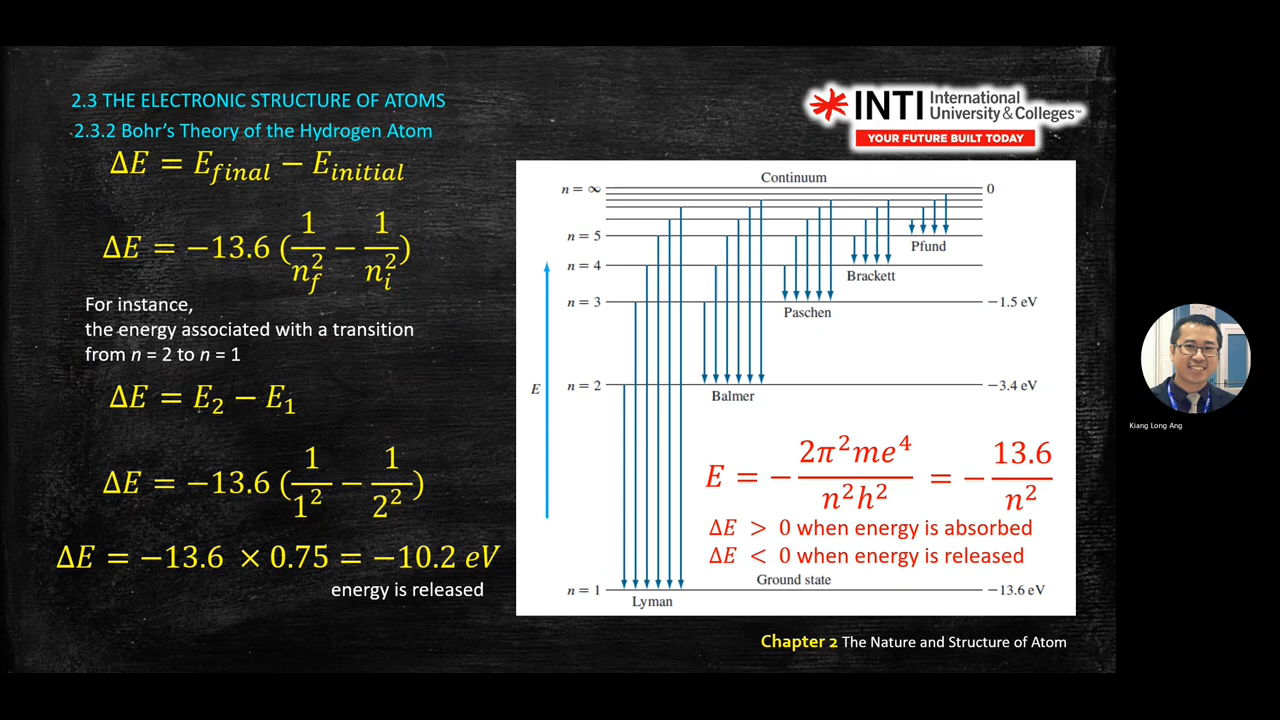 2.3 THE ELECTRONIC STRUCTURE OF ATOMS
2.3.2 Bohr's Theory of the Hydrogen Atom
ΔE = E_final − E_initial
ΔE = −13.6 (1/n_f² − 1/n_i²)
For instance,
the energy associated with a transition
from n = 2 to n = 1
ΔE = E₂ − E₁
ΔE = −13.6 (1/1² − 1/2²)
ΔE = −13.6 × 0.75 = −10.2 eV
energy is released
INTI International
University & Colleges™
YOUR FUTURE BUILT TODAY
Continuum
n = ∞ 0
n = 5
Pfund
n = 4
Brackett
n = 3 −1.5 eV
Paschen
E
n = 2 −3.4 eV
Balmer
E = − 2π²me⁴/n²h² = − 13.6/n²
ΔE > 0 when energy is absorbed
ΔE < 0 when energy is released
Ground state
n = 1 −13.6 eV
Lyman
Chapter 2 The Nature and Structure of Atom
Kiang Long Ang